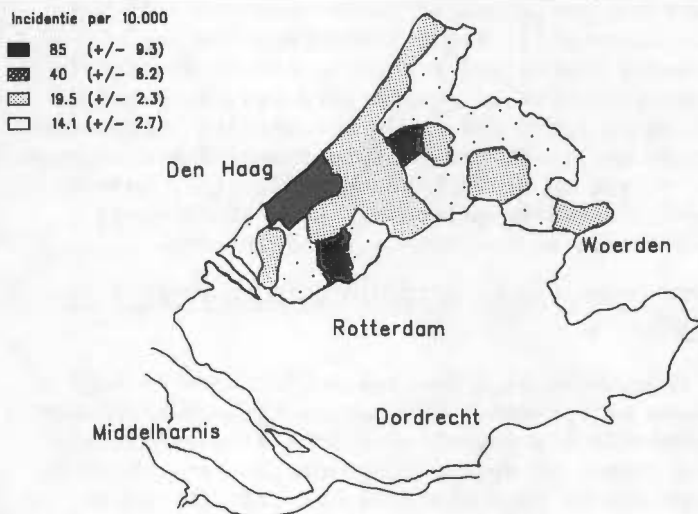 Incidentie per 10.000
85 (+/- 9.3)
40 (+/- 8.2)
19.5 (+/- 2.3)
14.1 (+/- 2.7)
Den Haag
Woerden
Rotterdam
Dordrecht
Middelharnis